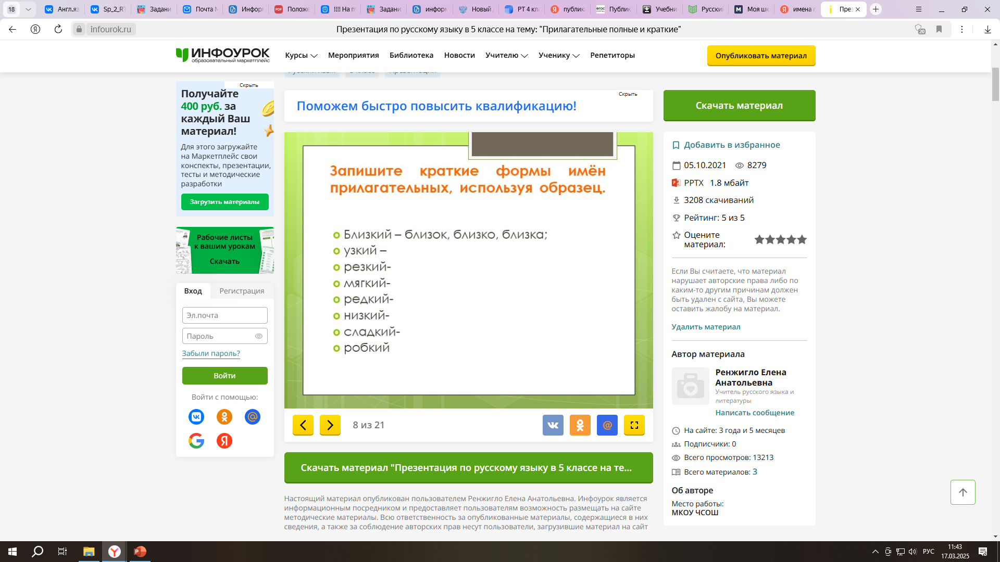 18
Англ.яз
Sp_2_RT
Задани
Почта М
Информ
Положе
!!!! На п
Задани
информ
Новый
РТ 4 кла
публик
Публик
Учебни
Русский
Моя шк
имена п
През
infourok.ru
Презентация по русскому языку в 5 классе на тему: "Прилагательные полные и краткие"
20
ИНФОУРОК
образовательный маркетплейс
Курсы
Мероприятия
Библиотека
Новости
Учителю
Ученику
Репетиторы
Опубликовать материал
Скрыть
Получайте
400 руб. за
каждый Ваш
материал!
Для этого загружайте
на Маркетплейс свои
конспекты, презентации,
тесты и методические
разработки
Загрузить материалы
Рабочие листы
к вашим урокам
Скачать
Вход
Регистрация
Эл.почта
Пароль
Забыли пароль?
Войти
Войти с помощью:
Скрыть
Поможем быстро повысить квалификацию!
Запишите краткие формы имён
прилагательных, используя образец.
Близкий – близок, близко, близка;
узкий –
резкий-
мягкий-
редкий-
низкий-
сладкий-
робкий
8 из 21
Скачать материал "Презентация по русскому языку в 5 классе на те...
Настоящий материал опубликован пользователем Ренжигло Елена Анатольевна. Инфоурок является
информационным посредником и предоставляет пользователям возможность размещать на сайте
методические материалы. Всю ответственность за опубликованные материалы, содержащиеся в них
сведения, а также за соблюдение авторских прав несут пользователи, загрузившие материал на сайт
Скачать материал
Добавить в избранное
05.10.2021
8279
PPTX
1.8 мбайт
3208 скачиваний
Рейтинг: 5 из 5
Оцените
материал:
Если Вы считаете, что материал
нарушает авторские права либо по
каким-то другим причинам должен
быть удален с сайта, Вы можете
оставить жалобу на материал.
Удалить материал
Автор материала
Ренжигло Елена
Анатольевна
Учитель русского языка и
литературы
Написать сообщение
На сайте: 3 года и 5 месяцев
Подписчики: 0
Всего просмотров: 13213
Всего материалов: 3
Об авторе
Место работы:
МКОУ ЧСОШ
РУС
11:43
17.03.2025